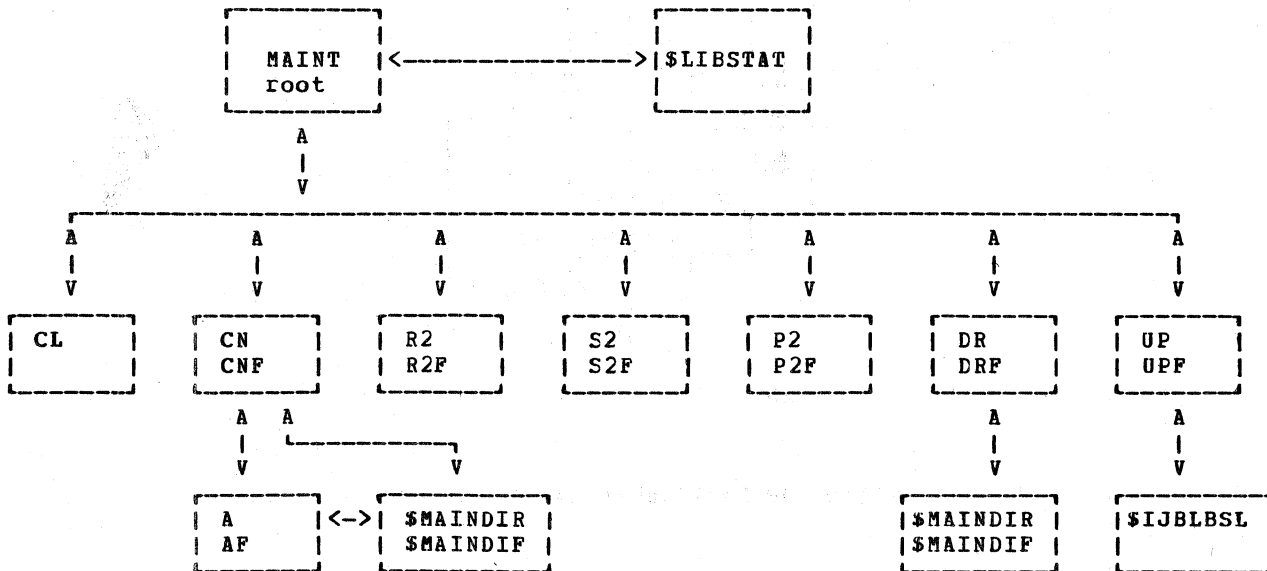 MAINT $LIBSTAT
root
CL CN R2 S2 P2 DR UP
CNF R2F S2F P2F DRF UPF
A $MAINDIR $MAINDIR $IJBLBSL
AF $MAINDIF $MAINDIF